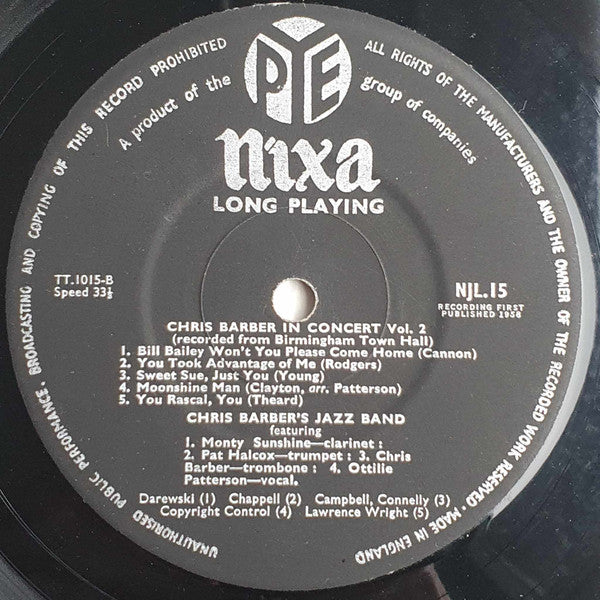 UNAUTHORISED PUBLIC PERFORMANCE · BROADCASTING AND COPYING OF THIS RECORD PROHIBITED
ALL RIGHTS OF THE MANUFACTURERS AND THE OWNER OF THE RECORDED WORK RESERVED · MADE IN ENGLAND
PYE
A product of the group of companies
nixa
LONG PLAYING
TT.1015-B
Speed 33⅓
NJL.15
RECORDING FIRST
PUBLISHED 1956
CHRIS BARBER IN CONCERT Vol. 2
(recorded from Birmingham Town Hall)
1. Bill Bailey Won't You Please Come Home (Cannon)
2. You Took Advantage of Me (Rodgers)
3. Sweet Sue, Just You (Young)
4. Moonshine Man (Clayton, arr. Patterson)
5. You Rascal, You (Theard)
CHRIS BARBER'S JAZZ BAND
featuring
1. Monty Sunshine—clarinet :
2. Pat Halcox—trumpet : 3. Chris
Barber—trombone : 4. Ottilie
Patterson—vocal.
Darewski (1) Chappell (2) Campbell, Connelly (3)
Copyright Control (4) Lawrence Wright (5)